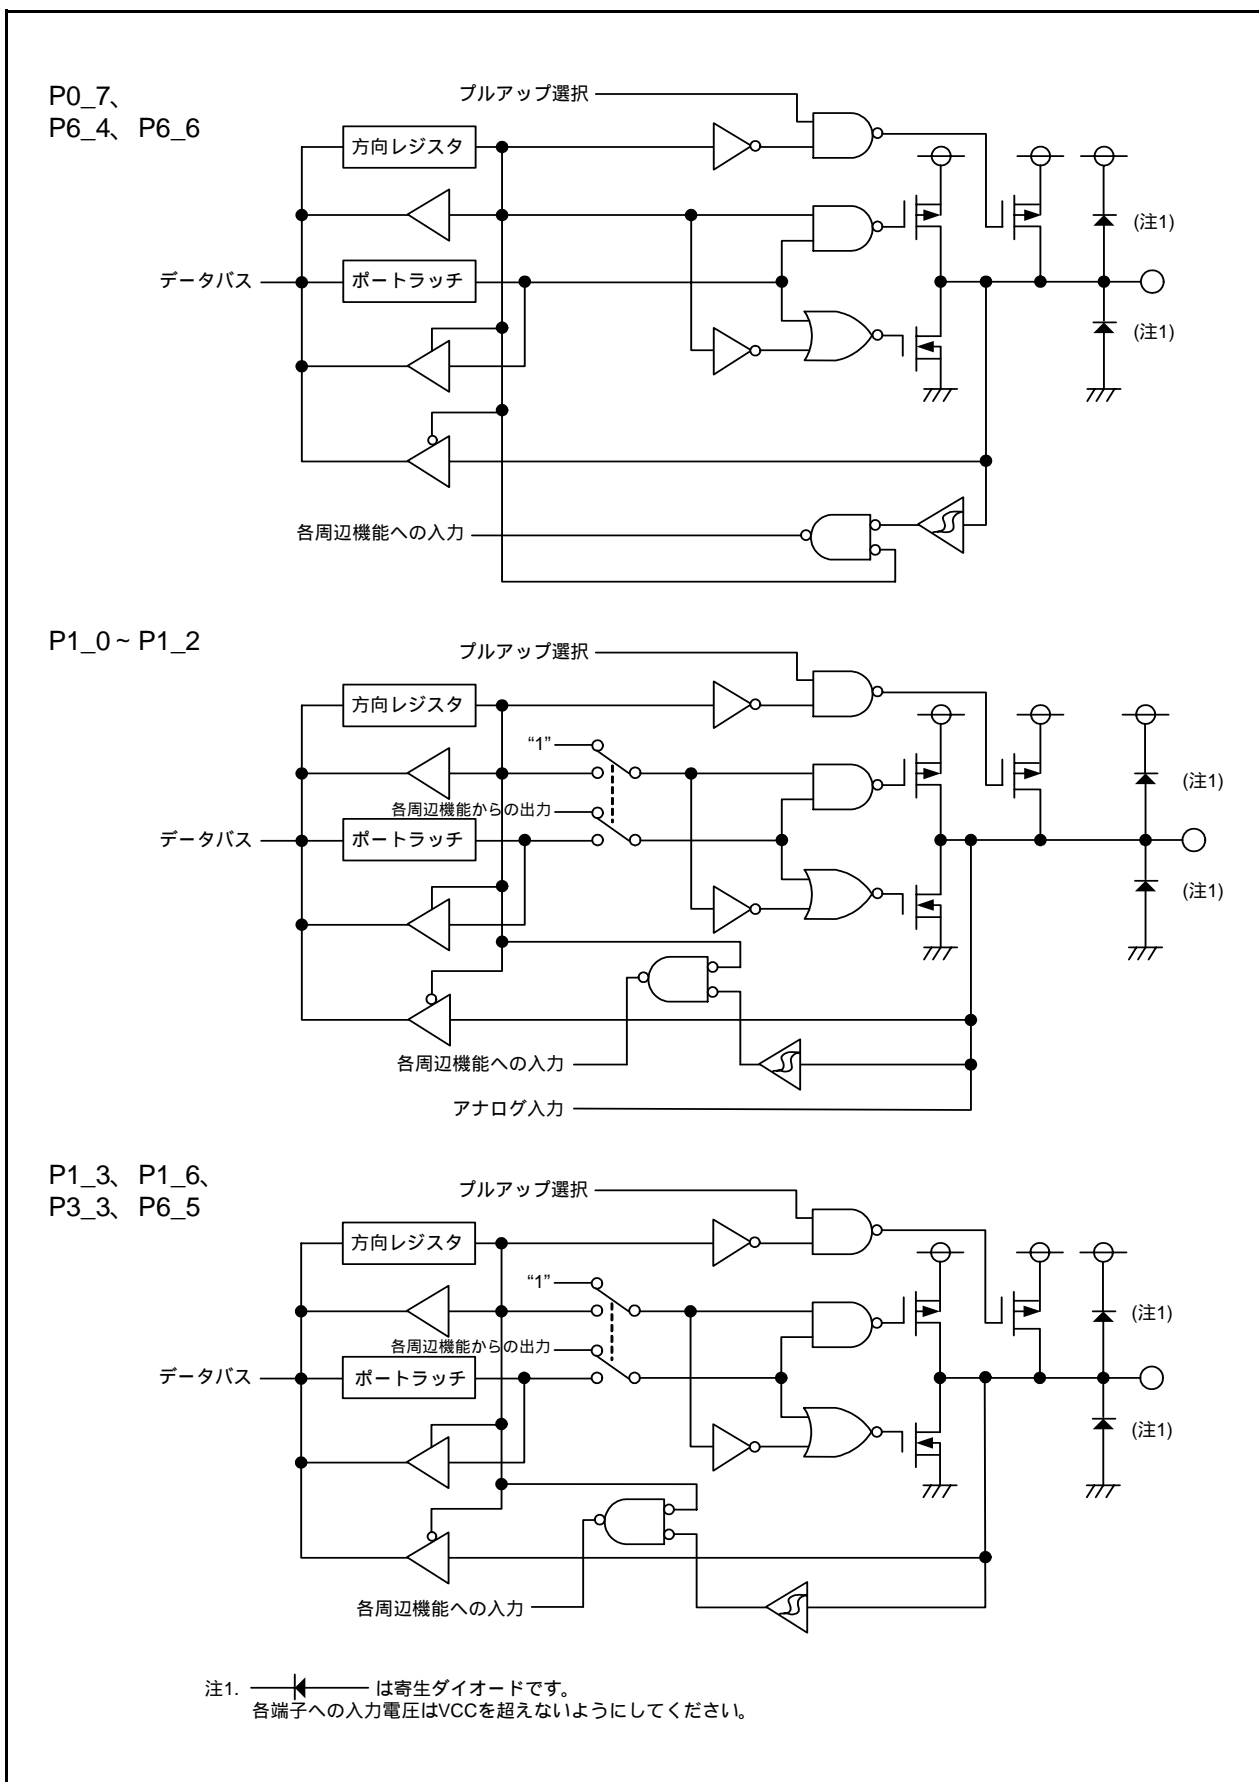 P0_7、
P6_4、 P6_6
プルアップ選択
方向レジスタ
(注1)
データバス
ポートラッチ
(注1)
各周辺機能への入力
P1_0 ~ P1_2
プルアップ選択
方向レジスタ
“1”
(注1)
各周辺機能からの出力
データバス
ポートラッチ
(注1)
各周辺機能への入力
アナログ入力
P1_3、 P1_6、
P3_3、 P6_5
プルアップ選択
方向レジスタ
“1”
(注1)
各周辺機能からの出力
データバス
ポートラッチ
(注1)
各周辺機能への入力
注1. は寄生ダイオードです。
各端子への入力電圧はVCCを超えないようにしてください。